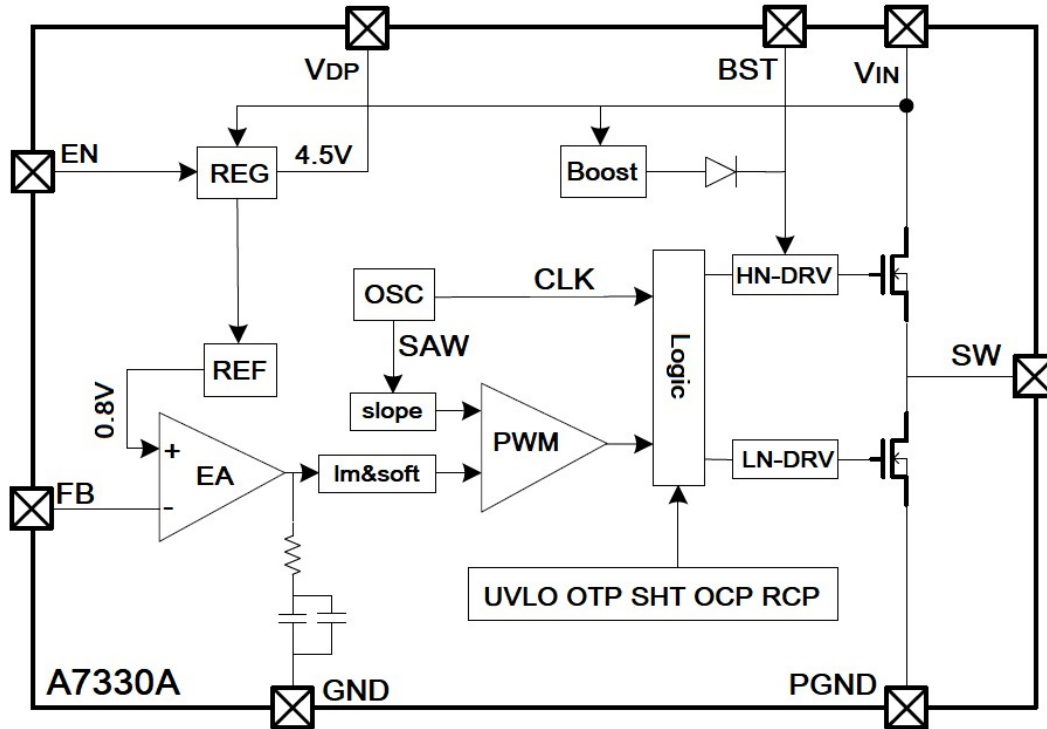 VDP
BST
VIN
EN
REG
4.5V
Boost
OSC
CLK
HN-DRV
SAW
Logic
REF
SW
0.8V
slope
+
EA
PWM
Im&soft
LN-DRV
FB
-
UVLO OTP SHT OCP RCP
A7330A
GND
PGND